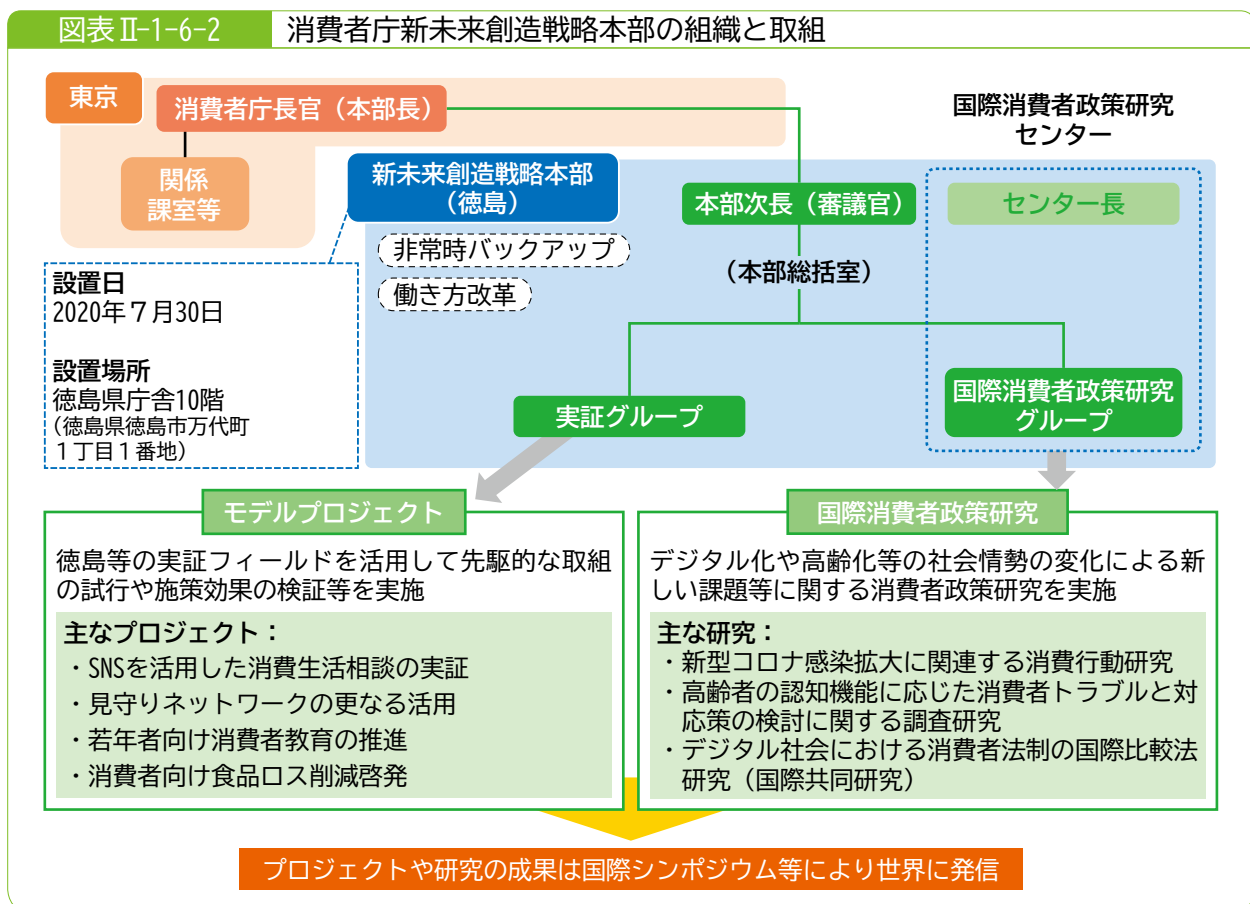 図表Ⅱ-1-6-2 消費者庁新未来創造戦略本部の組織と取組
東京
消費者庁長官（本部長）
関係
課室等
国際消費者政策研究
センター
新未来創造戦略本部
（徳島）
本部次長（審議官）
センター長
非常時バックアップ
働き方改革
（本部総括室）
設置日
2020年７月30日
設置場所
徳島県庁舎10階
（徳島県徳島市万代町
１丁目１番地）
実証グループ
国際消費者政策研究
グループ
モデルプロジェクト
徳島等の実証フィールドを活用して先駆的な取組
の試行や施策効果の検証等を実施
主なプロジェクト：
・SNSを活用した消費生活相談の実証
・見守りネットワークの更なる活用
・若年者向け消費者教育の推進
・消費者向け食品ロス削減啓発
国際消費者政策研究
デジタル化や高齢化等の社会情勢の変化による新
しい課題等に関する消費者政策研究を実施
主な研究：
・新型コロナ感染拡大に関連する消費行動研究
・高齢者の認知機能に応じた消費者トラブルと対
応策の検討に関する調査研究
・デジタル社会における消費者法制の国際比較法
研究（国際共同研究）
プロジェクトや研究の成果は国際シンポジウム等により世界に発信